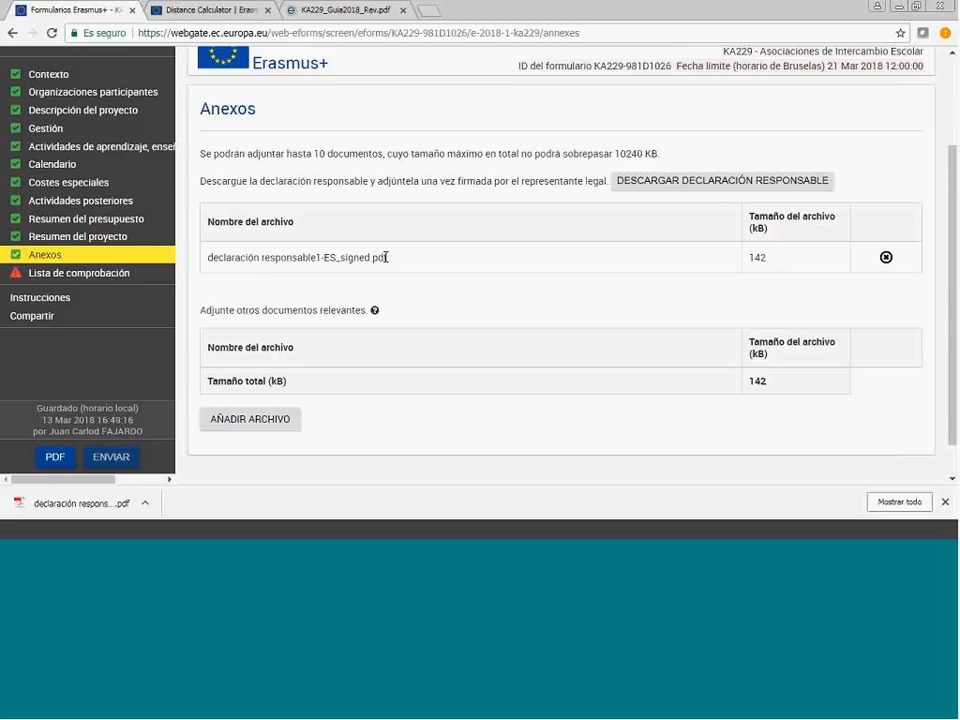 Formularios Erasmus+ - KA
Distance Calculator | Erasm
KA229_Guia2018_Rev.pdf
Es seguro
https://webgate.ec.europa.eu/web-eforms/screen/eforms/KA229-981D1026/e-2018-1-ka229/annexes
Erasmus+
KA229 - Asociaciones de Intercambio Escolar
ID del formulario KA229-981D1026 Fecha límite (horario de Bruselas) 21 Mar 2018 12:00:00
Contexto
Organizaciones participantes
Descripción del proyecto
Gestión
Actividades de aprendizaje, enseñ
Calendario
Costes especiales
Actividades posteriores
Resumen del presupuesto
Resumen del proyecto
Anexos
Lista de comprobación
Instrucciones
Compartir
Guardado (horario local)
13 Mar 2018 16:49:16
por Juan Carlod FAJARDO
PDF
ENVIAR
Anexos
Se podrán adjuntar hasta 10 documentos, cuyo tamaño máximo en total no podrá sobrepasar 10240 KB.
Descargue la declaración responsable y adjúntela una vez firmada por el representante legal. DESCARGAR DECLARACIÓN RESPONSABLE
Nombre del archivo
Tamaño del archivo (kB)
declaración responsable1-ES_signed.pdf
142
Adjunte otros documentos relevantes.
Nombre del archivo
Tamaño del archivo (kB)
Tamaño total (kB)
142
AÑADIR ARCHIVO
declaración respons....pdf
Mostrar todo